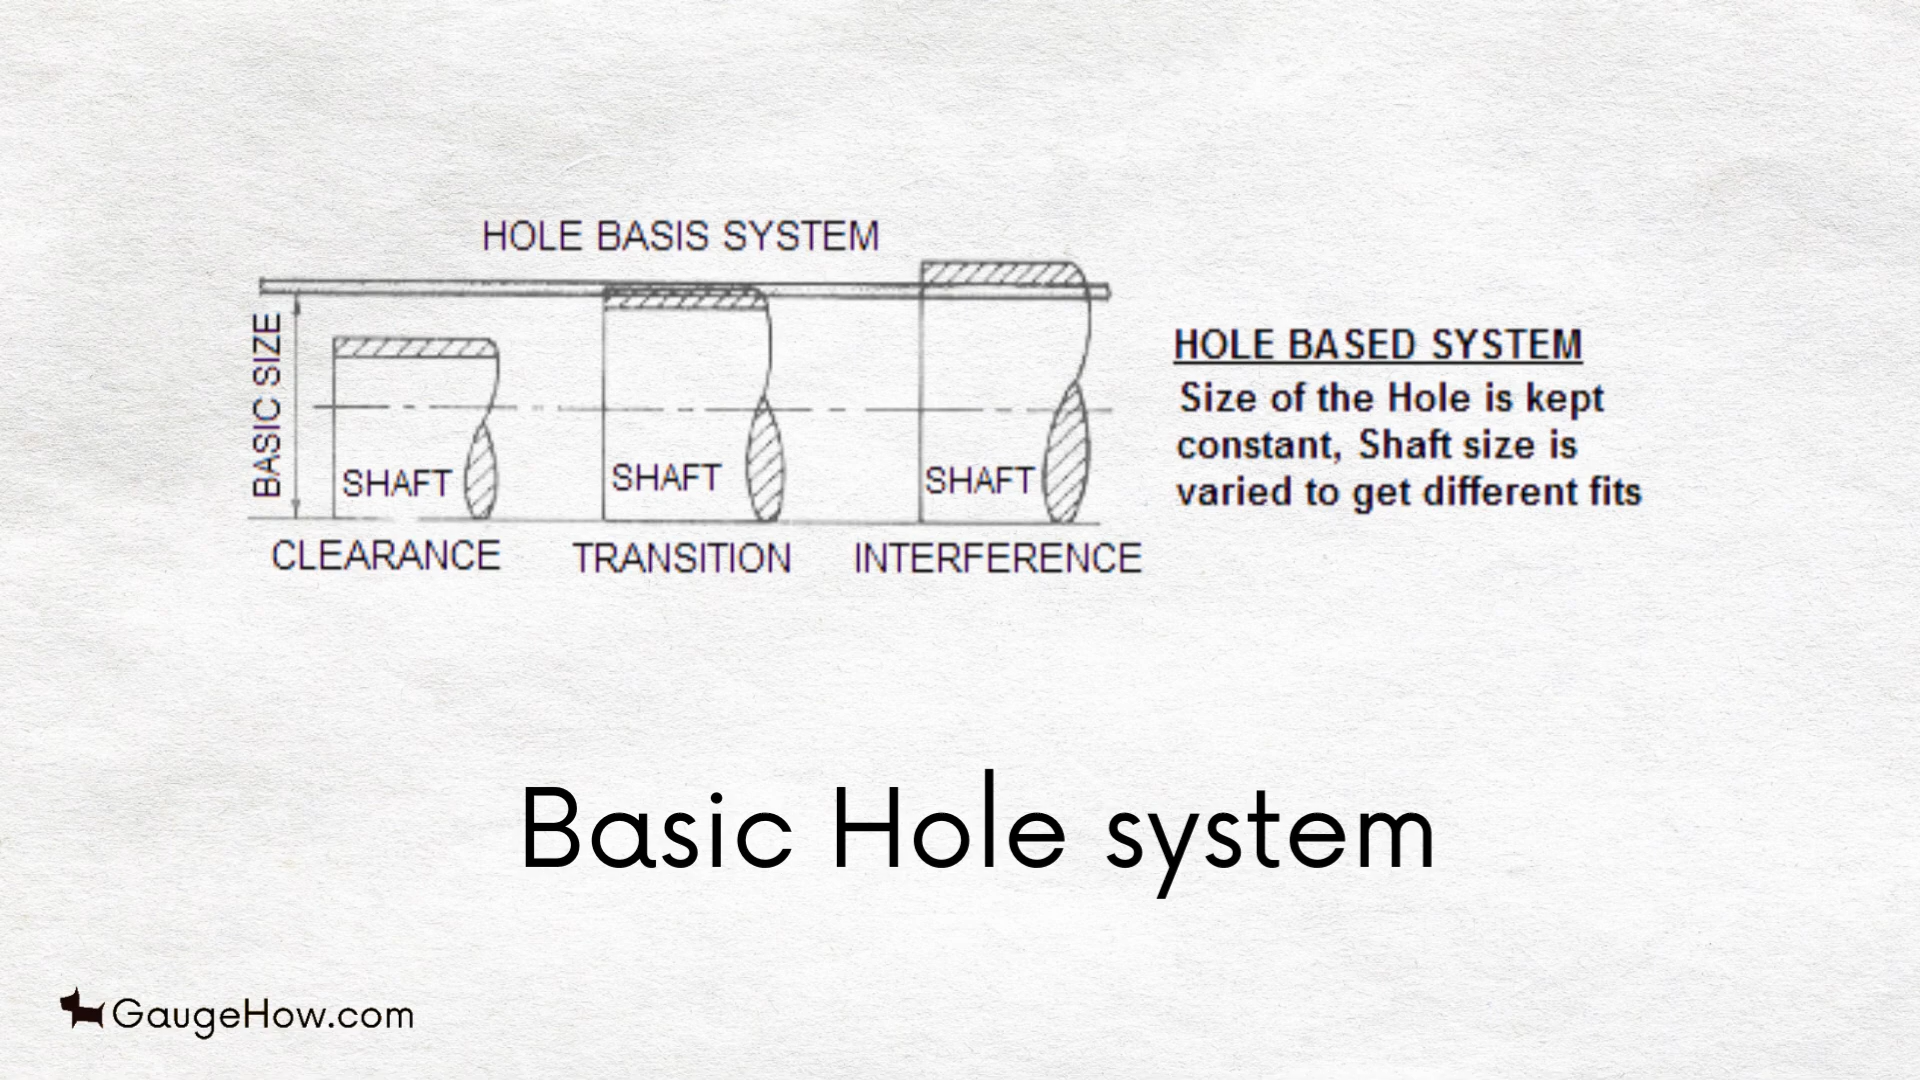 HOLE BASIS SYSTEM
BASIC SIZE
SHAFT
SHAFT
SHAFT
CLEARANCE
TRANSITION
INTERFERENCE
HOLE BASED SYSTEM
Size of the Hole is kept
constant, Shaft size is
varied to get different fits
Basic Hole system
GaugeHow.com